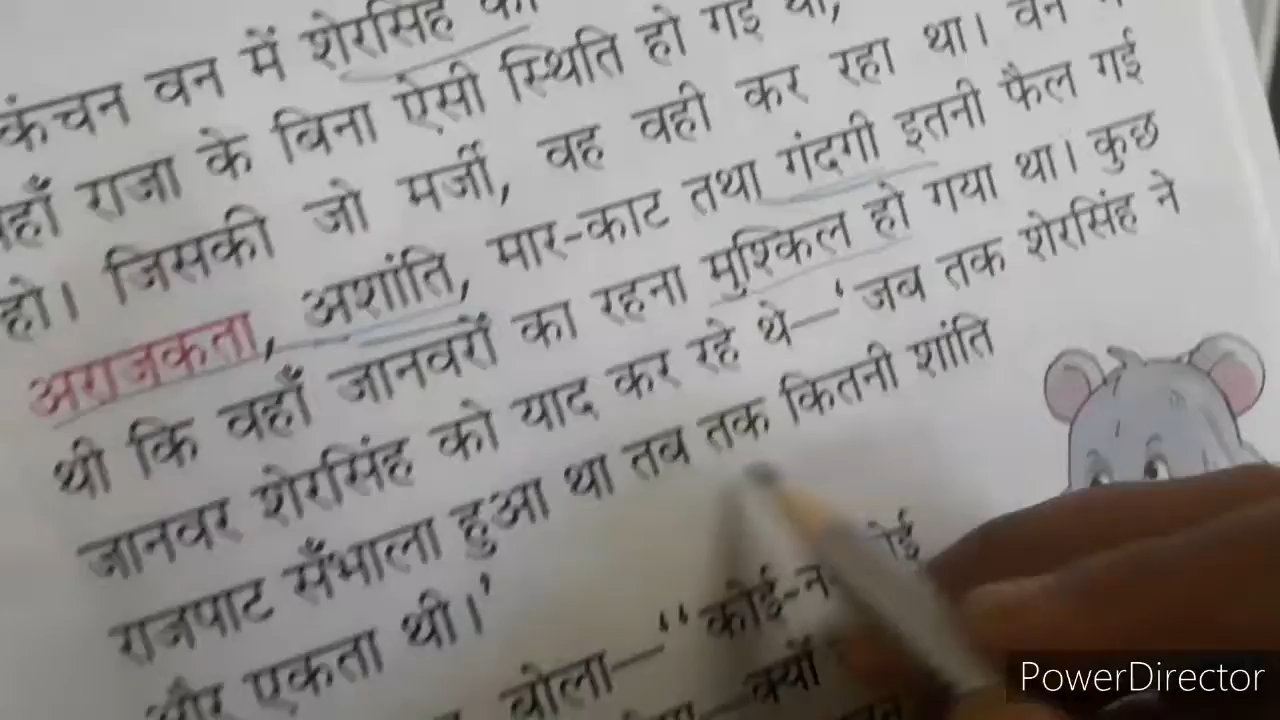 कंचन वन में शेरसिंह का
राजा के बिना ऐसी स्थिति हो गई थी,
हो। जिसकी जो मर्जी, वह वही कर रहा था। वन
अराजकता, अशांति, मार-काट तथा गंदगी इतनी फैल गई
थी कि वहाँ जानवरों का रहना मुश्किल हो गया था। कुछ
जानवर शेरसिंह को याद कर रहे थे—‘जब तक शेरसिंह ने
राजपाट सँभाला हुआ था तब तक कितनी शांति
और एकता थी।’
बोला—“कोई-न
क्यों
PowerDirector